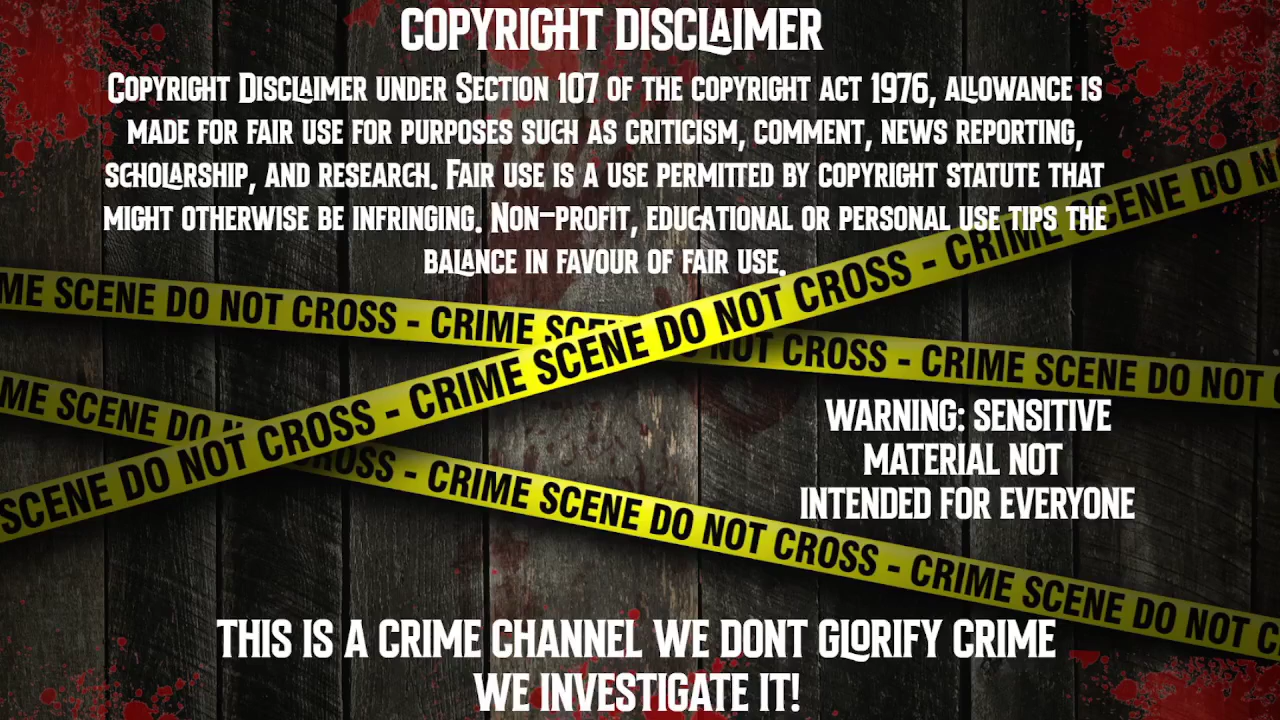 COPYRIGHT DISCLAIMER
COPYRIGHT DISCLAIMER UNDER SECTION 107 OF THE COPYRIGHT ACT 1976, ALLOWANCE IS
MADE FOR FAIR USE FOR PURPOSES SUCH AS CRITICISM, COMMENT, NEWS REPORTING,
SCHOLARSHIP, AND RESEARCH. FAIR USE IS A USE PERMITTED BY COPYRIGHT STATUTE THAT
MIGHT OTHERWISE BE INFRINGING. NON-PROFIT, EDUCATIONAL OR PERSONAL USE TIPS THE
BALANCE IN FAVOUR OF FAIR USE.
ME SCENE DO NOT CROSS - CRIME SCENE DO NOT CROSS - CRIME SCENE DO NOT C
SCENE DO NOT CROSS - CRIME SCENE DO NOT CROSS - CRIME SCENE DO N
ME SCENE DO NOT CROSS - CRIME SCENE DO NOT CROSS - CRIME SCENE DO NOT C
WARNING: SENSITIVE
MATERIAL NOT
INTENDED FOR EVERYONE
THIS IS A CRIME CHANNEL WE DONT GLORIFY CRIME
WE INVESTIGATE IT!